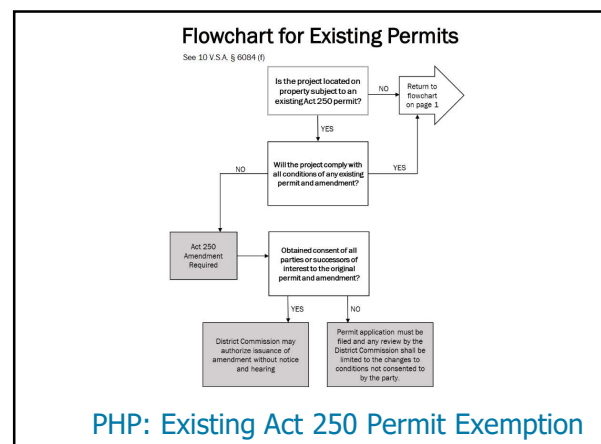 Flowchart for Existing Permits
See 10 V.S.A. § 6084 (f)
Is the project located on
property subject to an
existing Act 250 permit?
NO
Return to
flowchart
on page 1
YES
Will the project comply with
all conditions of any existing
permit and amendment?
NO
YES
Act 250
Amendment
Required
Obtained consent of all
parties or successors of
interest to the original
permit and amendment?
YES
NO
District Commission may
authorize issuance of
amendment without notice
and hearing
Permit application must be
filed and any review by the
District Commission shall be
limited to the changes to
conditions not consented to
by the party.
PHP: Existing Act 250 Permit Exemption